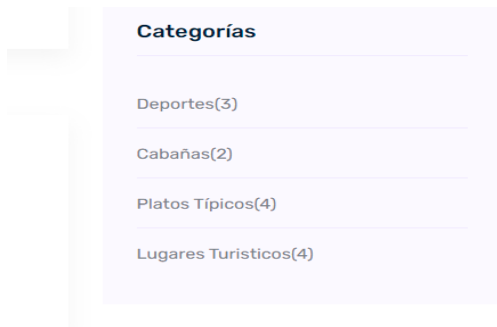 Categorías
Deportes(3)
Cabañas(2)
Platos Típicos(4)
Lugares Turisticos(4)